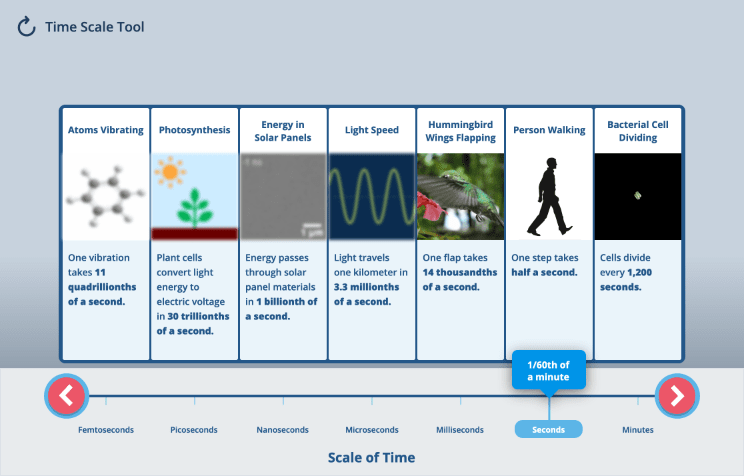 Time Scale Tool
Atoms Vibrating
One vibration
takes 11
quadrillionths
of a second.
Photosynthesis
Plant cells
convert light
energy to
electric voltage
in 30 trillionths
of a second.
Energy in
Solar Panels
1 μm
Energy passes
through solar
panel materials
in 1 billionth of
a second.
Light Speed
Light travels
one kilometer in
3.3 millionths
of a second.
Hummingbird
Wings Flapping
One flap takes
14 thousandths
of a second.
Person Walking
One step takes
half a second.
Bacterial Cell
Dividing
Cells divide
every 1,200
seconds.
1/60th of
a minute
Femtoseconds
Picoseconds
Nanoseconds
Microseconds
Milliseconds
Seconds
Minutes
Scale of Time